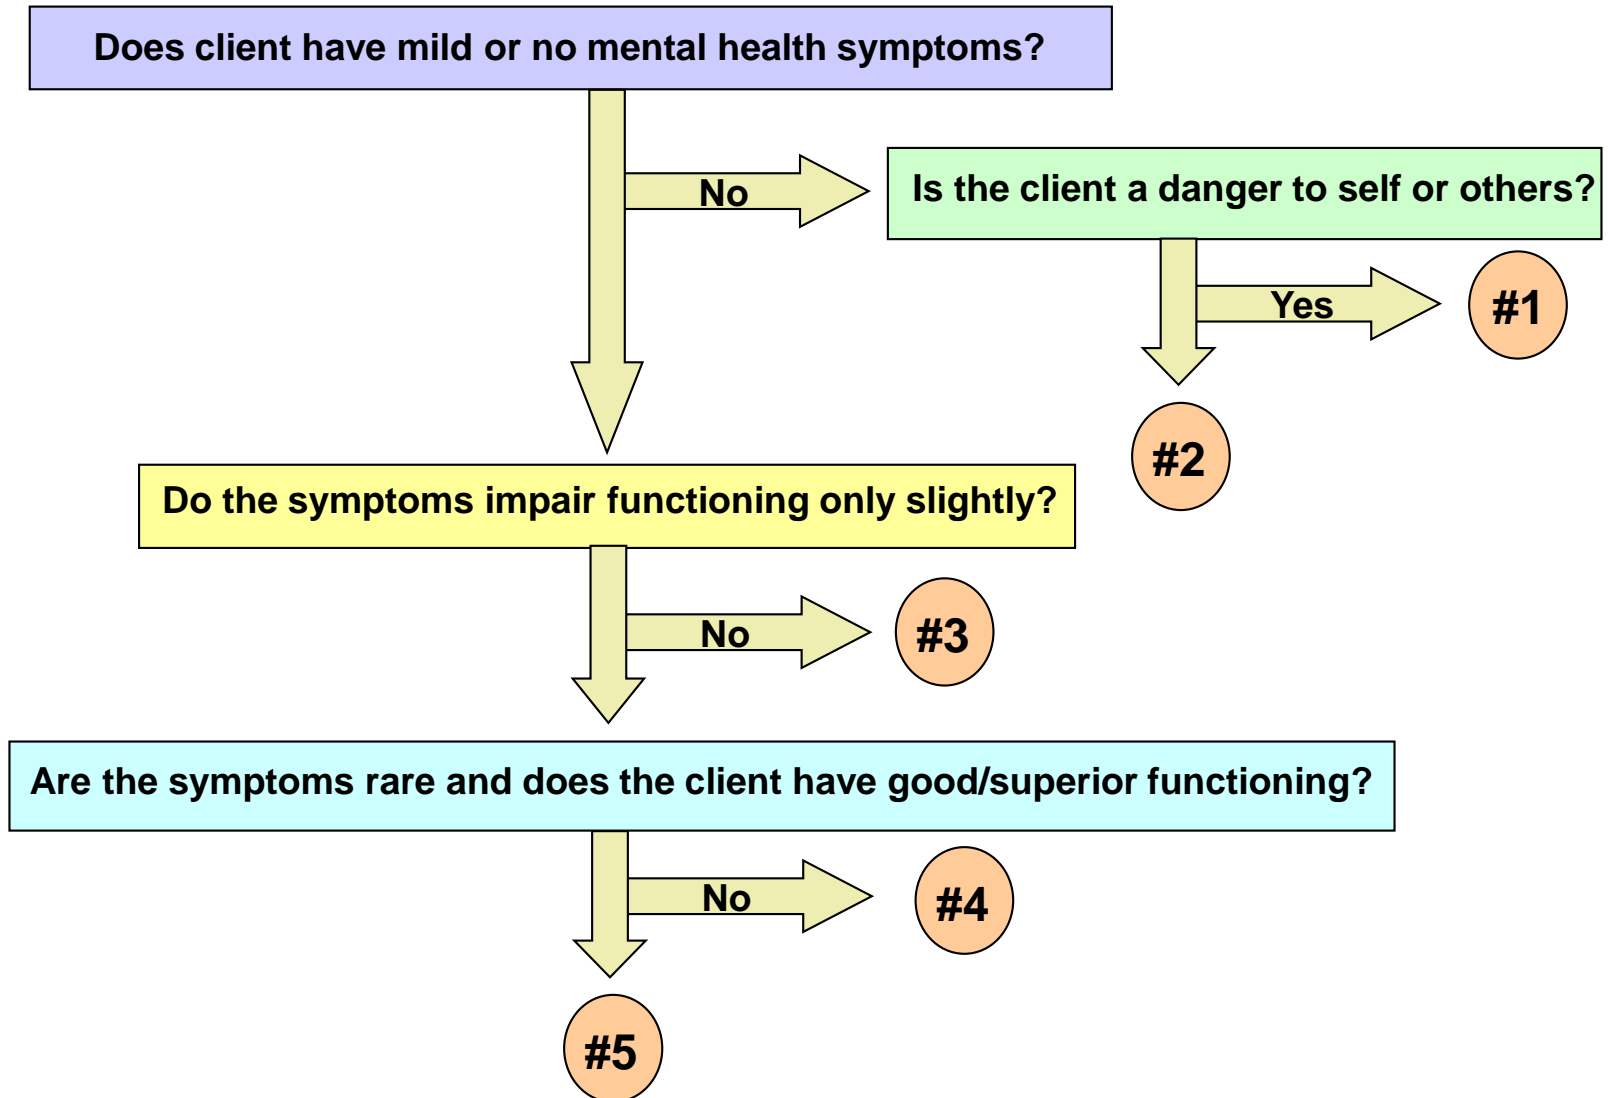 Does client have mild or no mental health symptoms?
No
Is the client a danger to self or others?
Yes
#1
#2
Do the symptoms impair functioning only slightly?
No
#3
Are the symptoms rare and does the client have good/superior functioning?
No
#4
#5